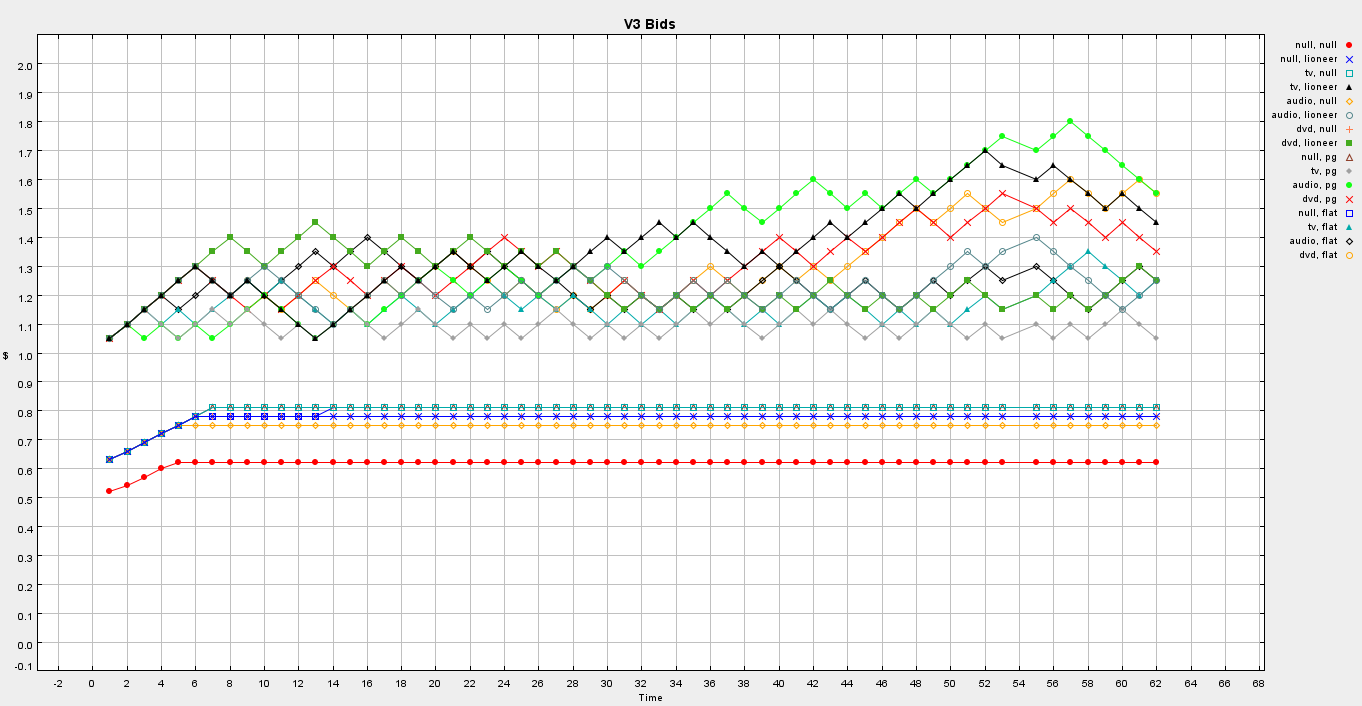 V3 Bids
null, null
null, lioneer
tv, null
tv, lioneer
audio, null
audio, lioneer
dvd, null
dvd, lioneer
null, pg
tv, pg
audio, pg
dvd, pg
null, flat
tv, flat
audio, flat
dvd, flat
2.0
1.9
1.8
1.7
1.6
1.5
1.4
1.3
1.2
1.1
1.0
$
0.9
0.8
0.7
0.6
0.5
0.4
0.3
0.2
0.1
0.0
-0.1
-2 0 2 4 6 8 10 12 14 16 18 20 22 24 26 28 30 32 34 36 38 40 42 44 46 48 50 52 54 56 58 60 62 64 66 68
Time